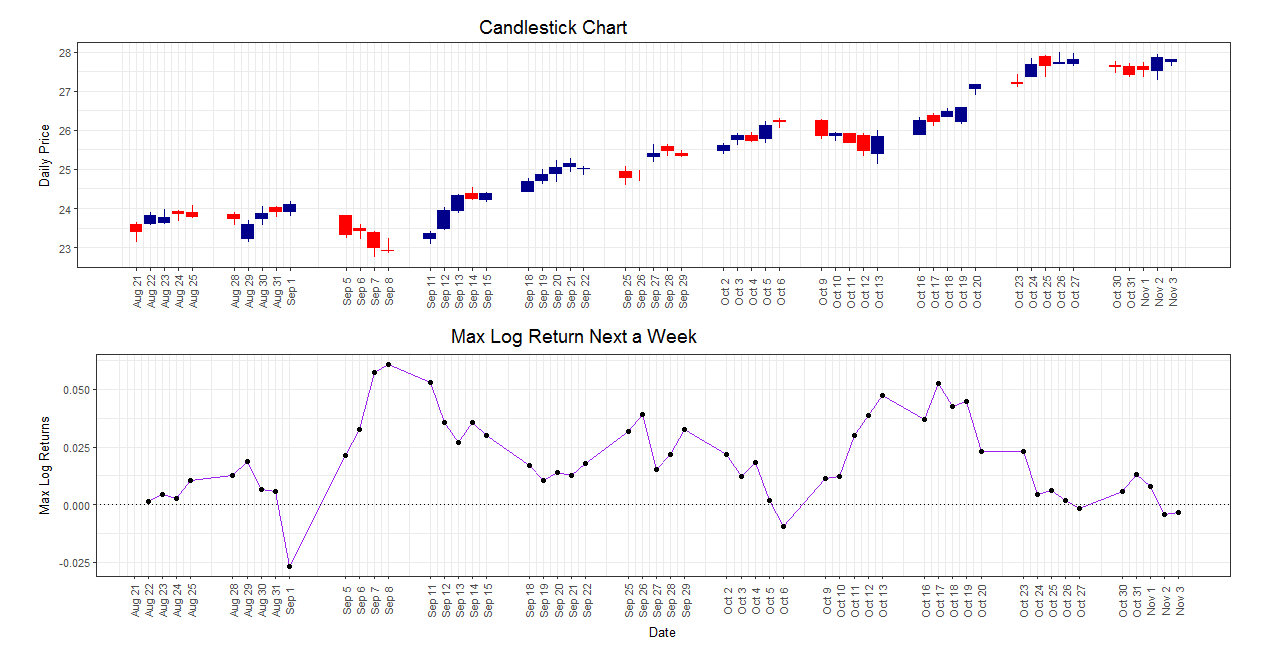 Candlestick Chart
Daily Price
28
27
26
25
24
23
Aug 21 Aug 22 Aug 23 Aug 24 Aug 25 Aug 28 Aug 29 Aug 30 Aug 31 Sep 1 Sep 5 Sep 6 Sep 7 Sep 8 Sep 11 Sep 12 Sep 13 Sep 14 Sep 15 Sep 18 Sep 19 Sep 20 Sep 21 Sep 22 Sep 25 Sep 26 Sep 27 Sep 28 Sep 29 Oct 2 Oct 3 Oct 4 Oct 5 Oct 6 Oct 9 Oct 10 Oct 11 Oct 12 Oct 13 Oct 16 Oct 17 Oct 18 Oct 19 Oct 20 Oct 23 Oct 24 Oct 25 Oct 26 Oct 27 Oct 30 Oct 31 Nov 1 Nov 2 Nov 3
Max Log Return Next a Week
Max Log Returns
0.050
0.025
0.000
-0.025
Aug 21 Aug 22 Aug 23 Aug 24 Aug 25 Aug 28 Aug 29 Aug 30 Aug 31 Sep 1 Sep 5 Sep 6 Sep 7 Sep 8 Sep 11 Sep 12 Sep 13 Sep 14 Sep 15 Sep 18 Sep 19 Sep 20 Sep 21 Sep 22 Sep 25 Sep 26 Sep 27 Sep 28 Sep 29 Oct 2 Oct 3 Oct 4 Oct 5 Oct 6 Oct 9 Oct 10 Oct 11 Oct 12 Oct 13 Oct 16 Oct 17 Oct 18 Oct 19 Oct 20 Oct 23 Oct 24 Oct 25 Oct 26 Oct 27 Oct 30 Oct 31 Nov 1 Nov 2 Nov 3
Date